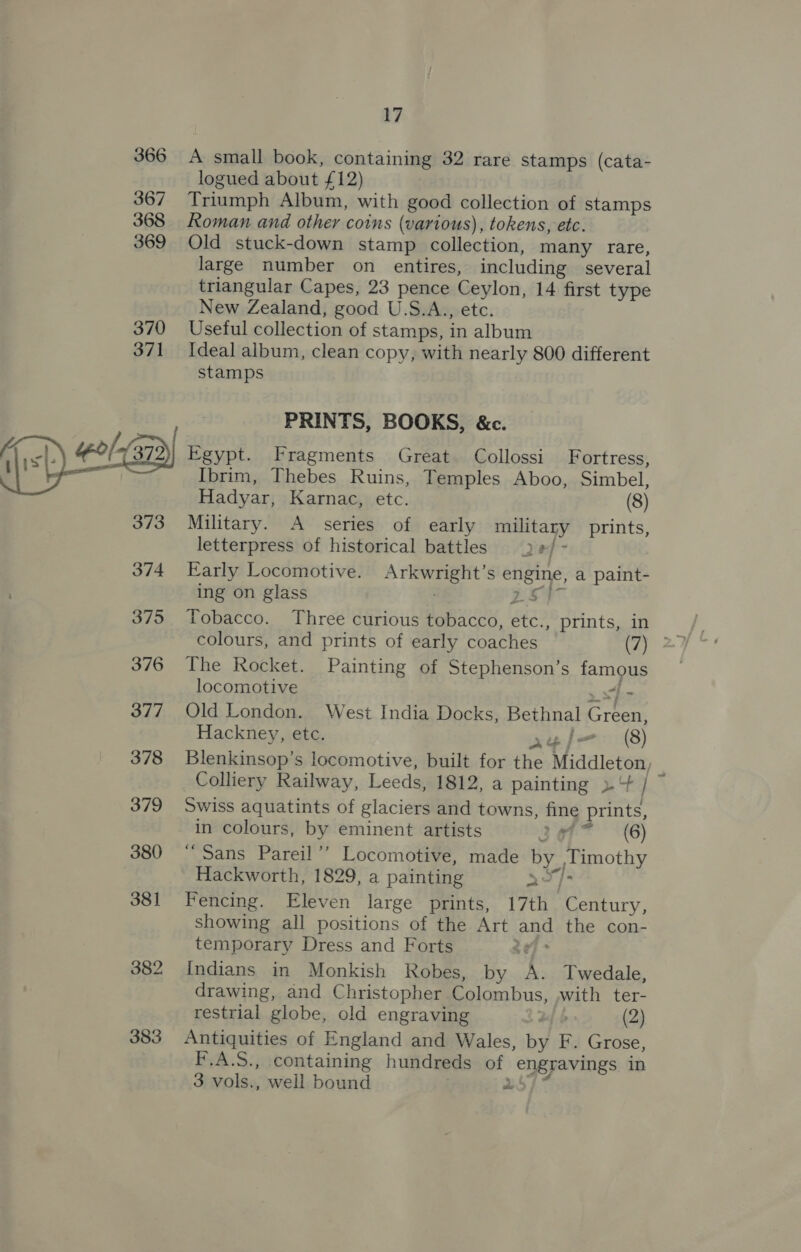 17
366 A small book, containing 32 rare stamps (cata-
logued about £12)
367 Triumph Album, with good collection of stamps
368 Roman and other coins (various), tokens, etc.
369 Old stuck-down stamp collection, many rare,
large number on entires, including several
triangular Capes, 23 pence Ceylon, 14 first type
New Zealand, good U.S.A., etc.
370 Useful collection of stamps, in album
371 Ideal album, clean copy, with nearly 800 different
stamps
PRINTS, BOOKS, &c.
40/- 372 Egypt. Fragments Great Collossi Fortress,
Ibrim, Thebes Ruins, Temples Aboo, Simbel,
Hadyar, Karnac, etc. (8)
373 Military. A series of early military prints,
letterpress of historical battles
374 Early Locomotive. Arkwright's engine, a paint-
ing on glass 25/-
375 Tobacco. Three curious tobacco, etc., prints, in
colours, and prints of early coaches (7)
376 The Rocket. Painting of Stephenson's famous
locomotive
377 Old London. West India Docks, Bethnal Green,
Hackney, etc. (8)
378 Blenkinsop's locomotive, built for the Middleton,
Colliery Railway, Leeds, 1812, a painting
379 Swiss aquatints of glaciers and towns, fine prints,
in colours, by eminent artists (6)
380 "Sans Pareil" Locomotive, made by Timothy
Hackworth, 1829, a painting
381 Fencing. Eleven large prints, 17th Century,
showing all positions of the Art and the con-
temporary Dress and Forts
382 Indians in Monkish Robes, by A. Twedale,
drawing, and Christopher Colombus, with ter-
restrial globe, old engraving (2)
383 Antiquities of England and Wales, by F. Grose,
F.A.S., containing hundreds of engravings in
3 vols., well bound